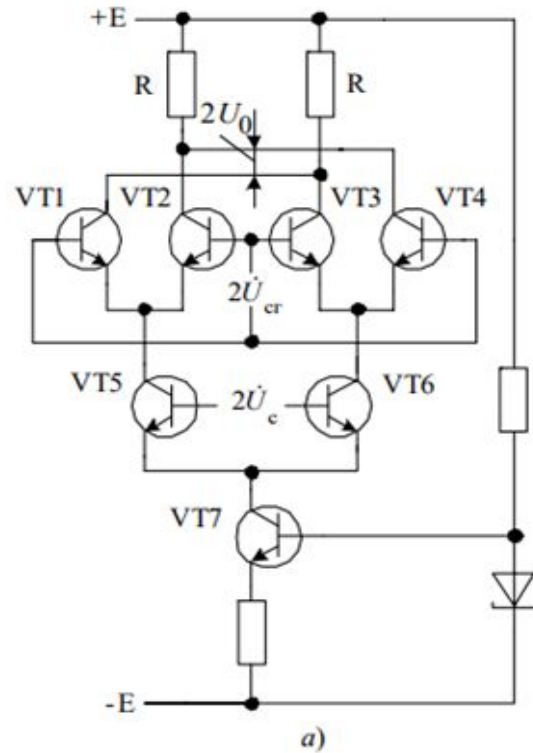 +E
R R
2U₀
VT1 VT2 VT3 VT4
2U̇сг
VT5 VT6
2U̇с
VT7
-E
а)